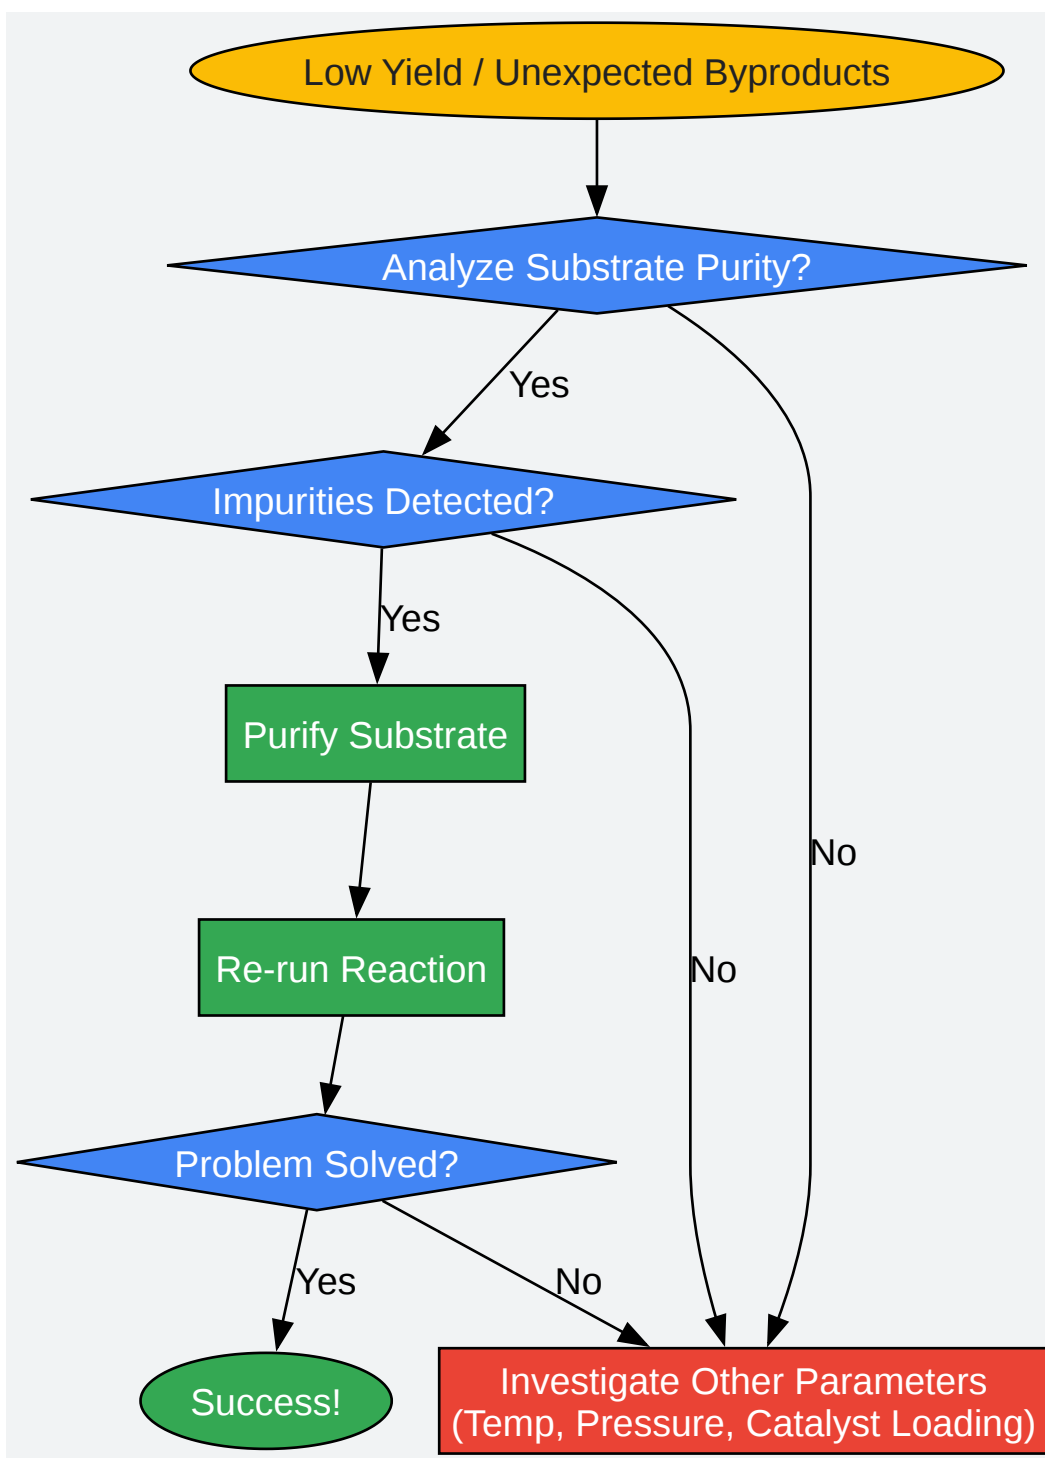 Low Yield / Unexpected Byproducts
Analyze Substrate Purity?
Yes
Impurities Detected?
Yes
Purify Substrate
No
Re-run Reaction
No
Problem Solved?
Yes
No
Success!
Investigate Other Parameters
(Temp, Pressure, Catalyst Loading)